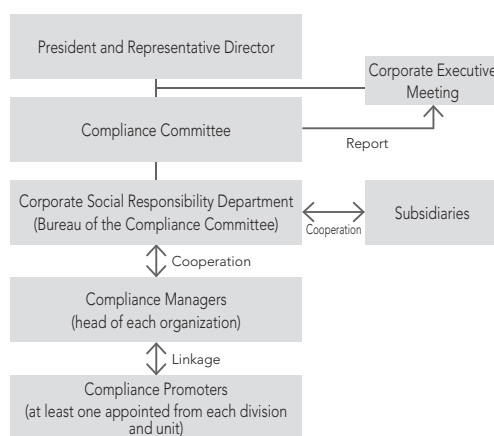 President and Representative Director
Corporate Executive
Meeting
Compliance Committee
Report
Corporate Social Responsibility Department
(Bureau of the Compliance Committee)
Cooperation
Subsidiaries
Cooperation
Compliance Managers
(head of each organization)
Linkage
Compliance Promoters
(at least one appointed from each division
and unit)